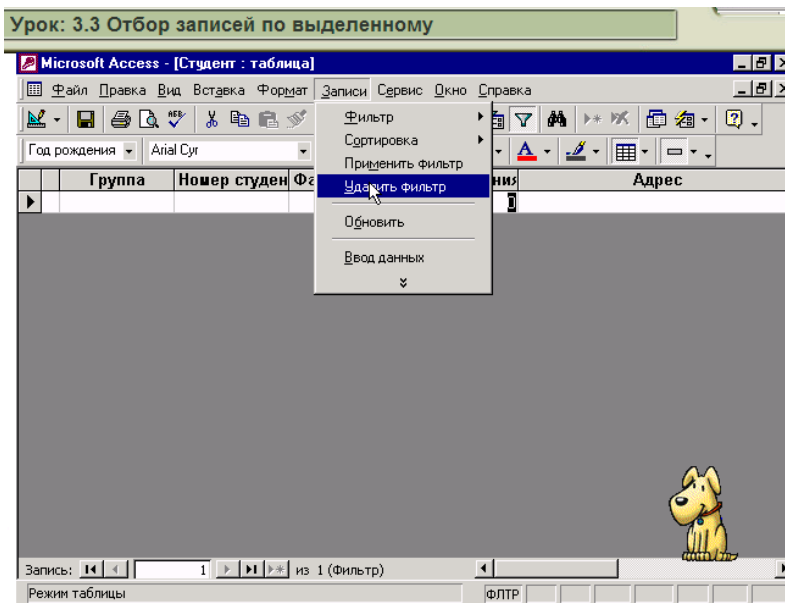 Урок: 3.3 Отбор записей по выделенному
Microsoft Access - [Студент : таблица]
Файл Правка Вид Вставка Формат Записи Сервис Окно Справка
Год рождения Arial Cyr
Фильтр
Сортировка
Применить фильтр
Удалить фильтр
Обновить
Ввод данных
Группа Номер студен Фа ния Адрес
0
Запись: 1 из 1 (Фильтр)
Режим таблицы ФЛТР